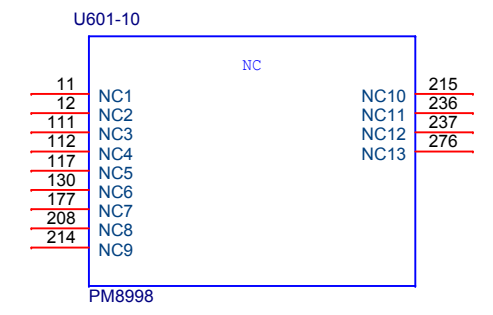 U601-10
NC
11 NC1 NC10 215
12 NC2 NC11 236
111 NC3 NC12 237
112 NC4 NC13 276
117 NC5
130 NC6
177 NC7
208 NC8
214 NC9
PM8998